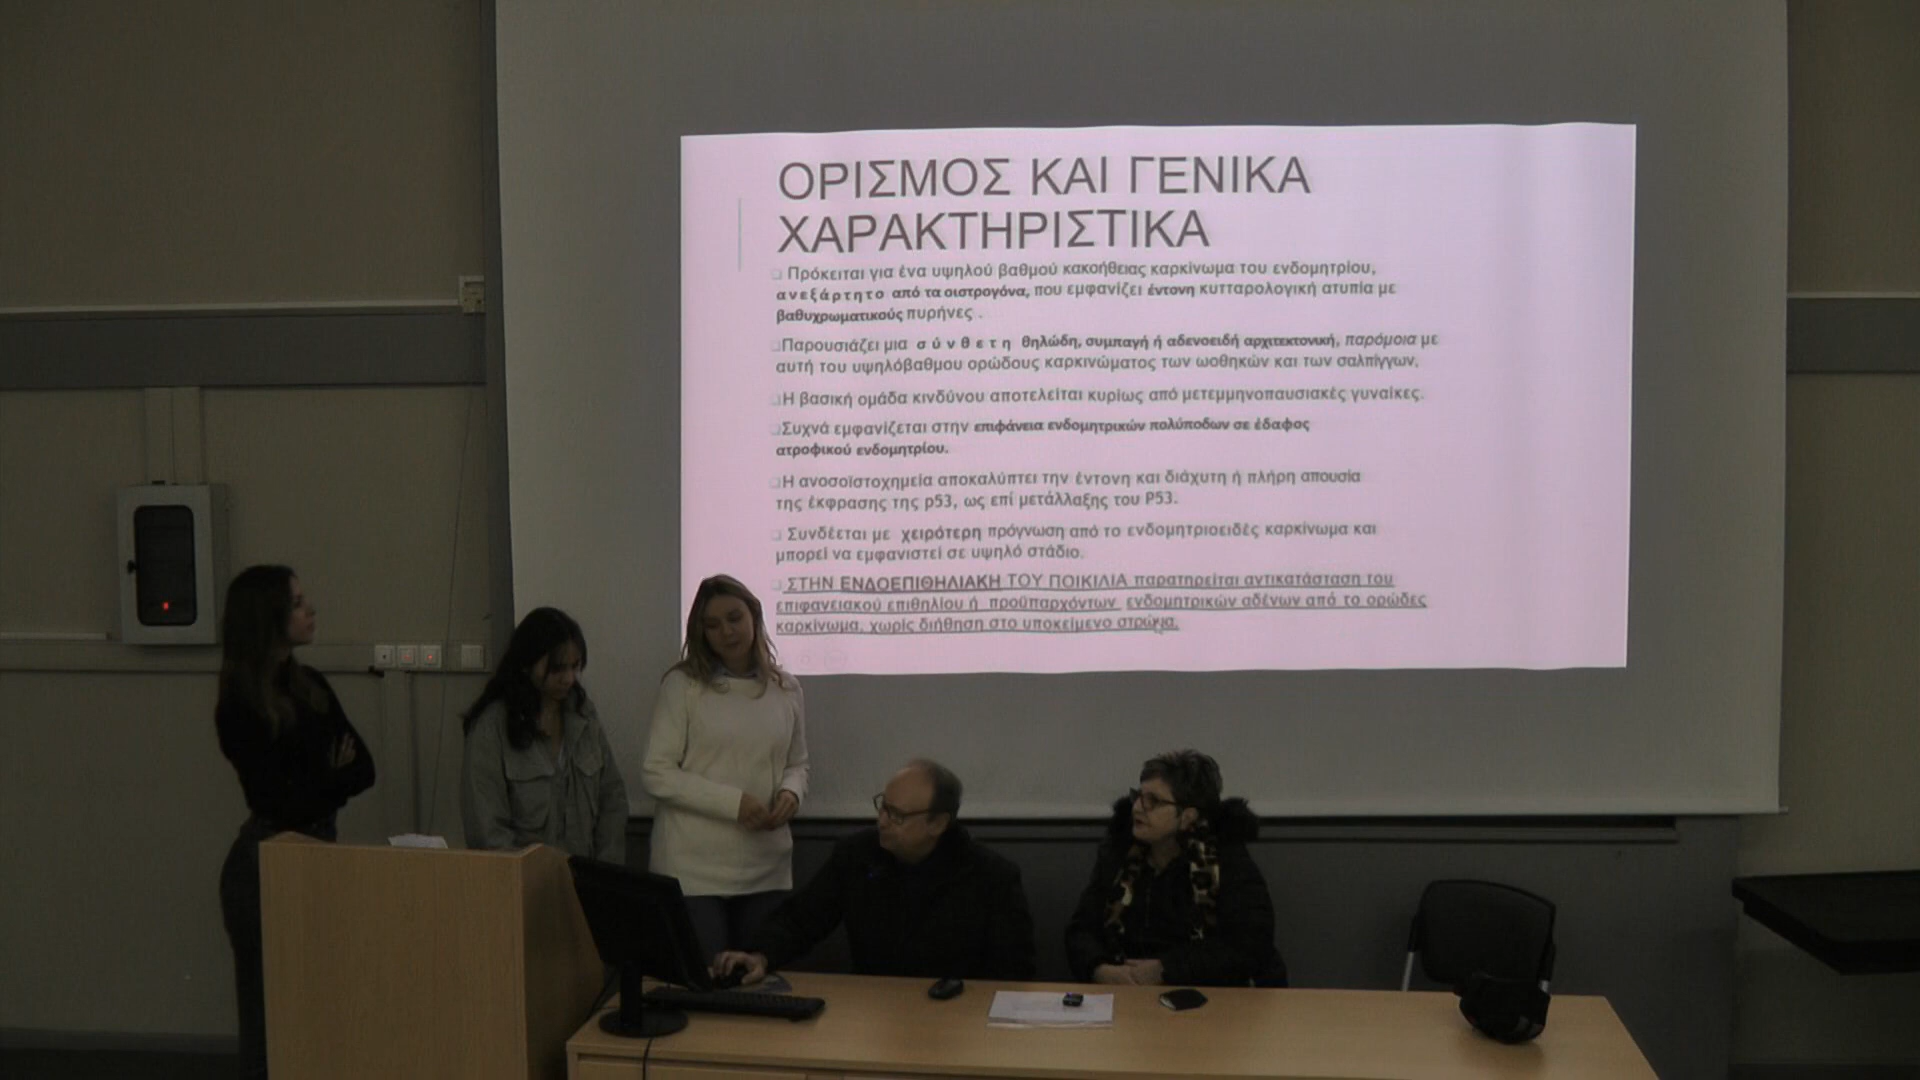 ΟΡΙΣΜΟΣ ΚΑΙ ΓΕΝΙΚΑ
ΧΑΡΑΚΤΗΡΙΣΤΙΚΑ
Πρόκειται για ένα υψηλού βαθμού κακοήθειας καρκίνωμα του ενδομητρίου,
ανεξάρτητο από τα οιστρογόνα, που εμφανίζει έντονη κυτταρολογική ατυπία με
βαθυχρωματικούς πυρήνες .
Παρουσιάζει μια σύνθετη θηλώδη, συμπαγή ή αδενοειδή αρχιτεκτονική, παρόμοια με
αυτή του υψηλόβαθμου ορώδους καρκινώματος των ωοθηκών και των σαλπίγγων.
Η βασική ομάδα κινδύνου αποτελείται κυρίως από μετεμμηνοπαυσιακές γυναίκες.
Συχνά εμφανίζεται στην επιφάνεια ενδομητρικών πολύποδων σε έδαφος
ατροφικού ενδομητρίου.
Η ανοσοϊστοχημεία αποκαλύπτει την έντονη και διάχυτη ή πλήρη απουσία
της έκφρασης της p53, ως επί μετάλλαξης του P53.
Συνδέεται με χειρότερη πρόγνωση από το ενδομητριοειδές καρκίνωμα και
μπορεί να εμφανιστεί σε υψηλό στάδιο.
ΣΤΗΝ ΕΝΔΟΕΠΙΘΗΛΙΑΚΗ ΤΟΥ ΠΟΙΚΙΛΙΑ παρατηρείται αντικατάσταση του
επιφανειακού επιθηλίου ή προϋπαρχόντων ενδομητρικών αδένων από το ορώδες
καρκίνωμα, χωρίς διήθηση στο υποκείμενο στρώμα.